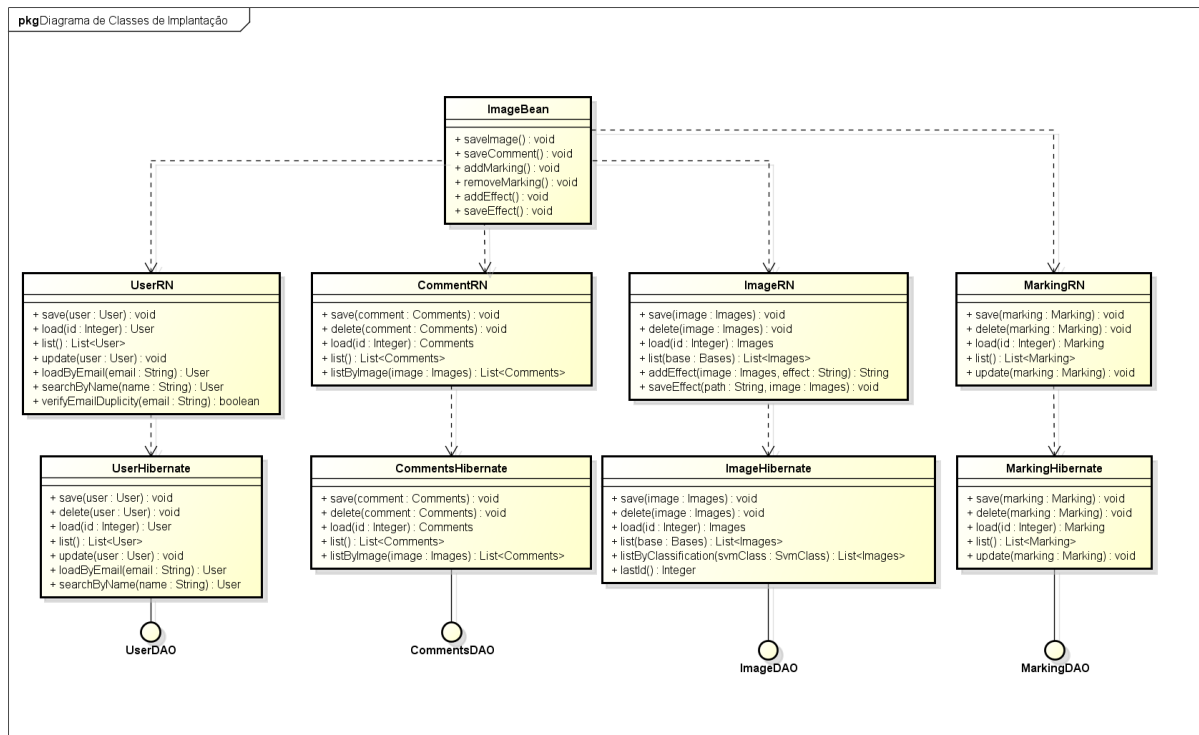 pkg Diagrama de Classes de Implantação
ImageBean
+ saveImage() : void
+ saveComment() : void
+ addMarking() : void
+ removeMarking() : void
+ addEffect() : void
+ saveEffect() : void
UserRN
+ save(user : User) : void
+ load(id : Integer) : User
+ list() : List<User>
+ update(user : User) : void
+ loadByEmail(email : String) : User
+ searchByName(name : String) : User
+ verifyEmailDuplicity(email : String) : boolean
CommentRN
+ save(comment : Comments) : void
+ delete(comment : Comments) : void
+ load(id : Integer) : Comments
+ list() : List<Comments>
+ listByImage(image : Images) : List<Comments>
ImageRN
+ save(image : Images) : void
+ delete(image : Images) : void
+ load(id : Integer) : Images
+ list(base : Bases) : List<Images>
+ addEffect(image : Images, effect : String) : String
+ saveEffect(path : String, image : Images) : void
MarkingRN
+ save(marking : Marking) : void
+ delete(marking : Marking) : void
+ load(id : Integer) : Marking
+ list() : List<Marking>
+ update(marking : Marking) : void
UserHibernate
+ save(user : User) : void
+ delete(user : User) : void
+ load(id : Integer) : User
+ list() : List<User>
+ update(user : User) : void
+ loadByEmail(email : String) : User
+ searchByName(name : String) : User
CommentsHibernate
+ save(comment : Comments) : void
+ delete(comment : Comments) : void
+ load(id : Integer) : Comments
+ list() : List<Comments>
+ listByImage(image : Images) : List<Comments>
ImageHibernate
+ save(image : Images) : void
+ delete(image : Images) : void
+ load(id : Integer) : Images
+ list(base : Bases) : List<Images>
+ listByClassification(svmClass : SvmClass) : List<Images>
+ lastId() : Integer
MarkingHibernate
+ save(marking : Marking) : void
+ delete(marking : Marking) : void
+ load(id : Integer) : Marking
+ list() : List<Marking>
+ update(marking : Marking) : void
UserDAO
CommentsDAO
ImageDAO
MarkingDAO